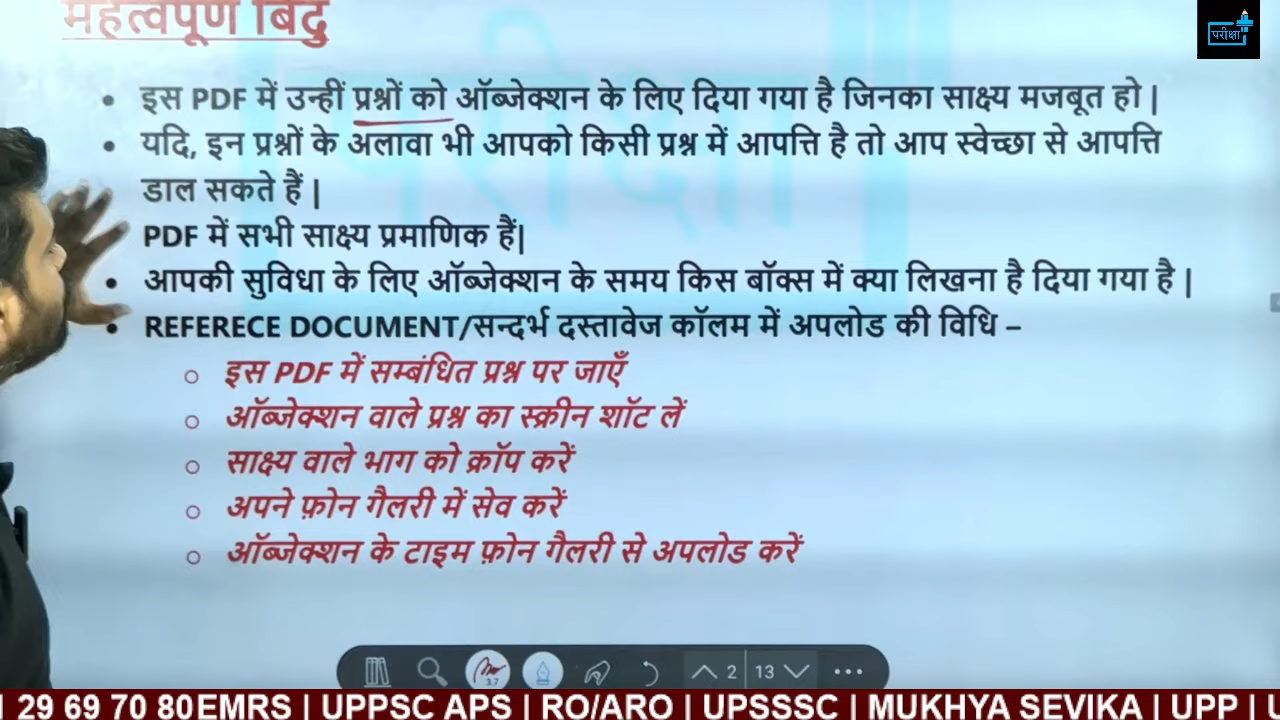 महत्वपूर्ण बिंदु
परीक्षा
• इस PDF में उन्हीं प्रश्नों को ऑब्जेक्शन के लिए दिया गया है जिनका साक्ष्य मजबूत हो |
• यदि, इन प्रश्नों के अलावा भी आपको किसी प्रश्न में आपत्ति है तो आप स्वेच्छा से आपत्ति
डाल सकते हैं |
PDF में सभी साक्ष्य प्रमाणिक हैं|
• आपकी सुविधा के लिए ऑब्जेक्शन के समय किस बॉक्स में क्या लिखना है दिया गया है |
• REFERECE DOCUMENT/सन्दर्भ दस्तावेज कॉलम में अपलोड की विधि –
o इस PDF में सम्बंधित प्रश्न पर जाएँ
o ऑब्जेक्शन वाले प्रश्न का स्क्रीन शॉट लें
o साक्ष्य वाले भाग को क्रॉप करें
o अपने फ़ोन गैलरी में सेव करें
o ऑब्जेक्शन के टाइम फ़ोन गैलरी से अपलोड करें
3.7 2 13
29 69 70 80EMRS | UPPSC APS | RO/ARO | UPSSSC | MUKHYA SEVIKA | UPP |